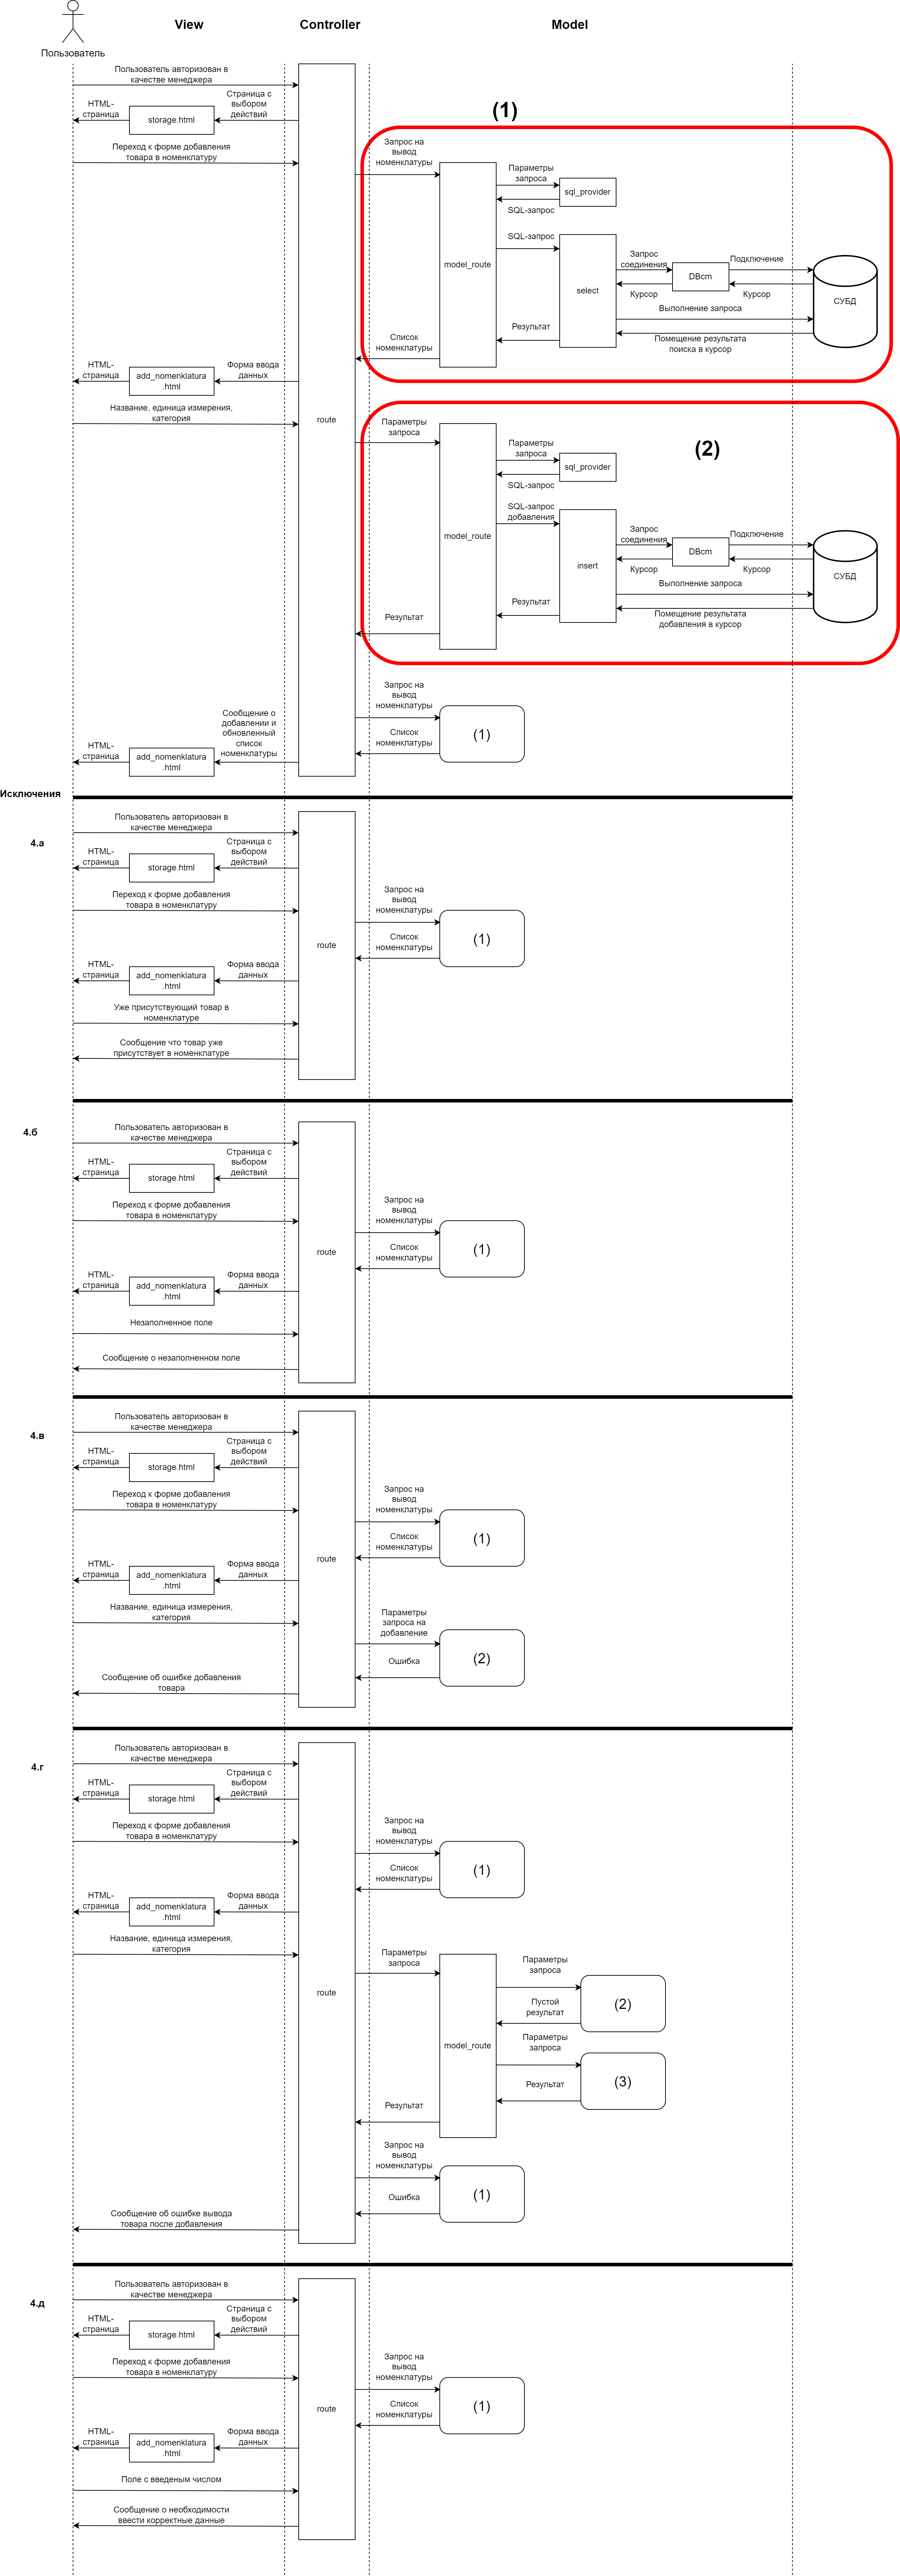 View
Controller
Model
Пользователь
Пользователь авторизован в
качестве менеджера
HTML-
страница
storage.html
Страница с
выбором
действий
Переход к форме добавления
товара в номенклатуру
(1)
Запрос на
вывод
номенклатуры
model_route
Параметры
запроса
sql_provider
SQL-запрос
SQL-запрос
select
Запрос
соединения
DBcm
Подключение
Курсор
Курсор
СУБД
Выполнение запроса
Помещение результата
поиска в курсор
Результат
Список
номенклатуры
HTML-
страница
add_nomenklatura
.html
Форма ввода
данных
Название, единица измерения,
категория
route
Параметры
запроса
(2)
model_route
Параметры
запроса
sql_provider
SQL-запрос
SQL-запрос
добавления
insert
Запрос
соединения
DBcm
Подключение
Курсор
Курсор
СУБД
Выполнение запроса
Помещение результата
добавления в курсор
Результат
Результат
Запрос на
вывод
номенклатуры
(1)
Список
номенклатуры
Сообщение о
добавлении и
обновленный
список
номенклатуры
HTML-
страница
add_nomenklatura
.html
Исключения
4.а
Пользователь авторизован в
качестве менеджера
HTML-
страница
storage.html
Страница с
выбором
действий
Переход к форме добавления
товара в номенклатуру
Запрос на
вывод
номенклатуры
(1)
Список
номенклатуры
route
HTML-
страница
add_nomenklatura
.html
Форма ввода
данных
Уже присутствующий товар в
номенклатуре
Сообщение что товар уже
присутствует в номенклатуре
4.б
Пользователь авторизован в
качестве менеджера
HTML-
страница
storage.html
Страница с
выбором
действий
Переход к форме добавления
товара в номенклатуру
Запрос на
вывод
номенклатуры
(1)
Список
номенклатуры
route
HTML-
страница
add_nomenklatura
.html
Форма ввода
данных
Незаполненное поле
Сообщение о незаполненном поле
4.в
Пользователь авторизован в
качестве менеджера
HTML-
страница
storage.html
Страница с
выбором
действий
Переход к форме добавления
товара в номенклатуру
Запрос на
вывод
номенклатуры
(1)
Список
номенклатуры
route
HTML-
страница
add_nomenklatura
.html
Форма ввода
данных
Название, единица измерения,
категория
Параметры
запроса на
добавление
(2)
Ошибка
Сообщение об ошибке добавления
товара
4.г
Пользователь авторизован в
качестве менеджера
HTML-
страница
storage.html
Страница с
выбором
действий
Переход к форме добавления
товара в номенклатуру
Запрос на
вывод
номенклатуры
(1)
Список
номенклатуры
HTML-
страница
add_nomenklatura
.html
Форма ввода
данных
Название, единица измерения,
категория
route
Параметры
запроса
model_route
Параметры
запроса
(2)
Пустой
результат
Параметры
запроса
(3)
Результат
Результат
Запрос на
вывод
номенклатуры
(1)
Ошибка
Сообщение об ошибке вывода
товара после добавления
4.д
Пользователь авторизован в
качестве менеджера
HTML-
страница
storage.html
Страница с
выбором
действий
Переход к форме добавления
товара в номенклатуру
Запрос на
вывод
номенклатуры
(1)
Список
номенклатуры
route
HTML-
страница
add_nomenklatura
.html
Форма ввода
данных
Поле с введеным числом
Сообщение о необходимости
ввести корректные данные